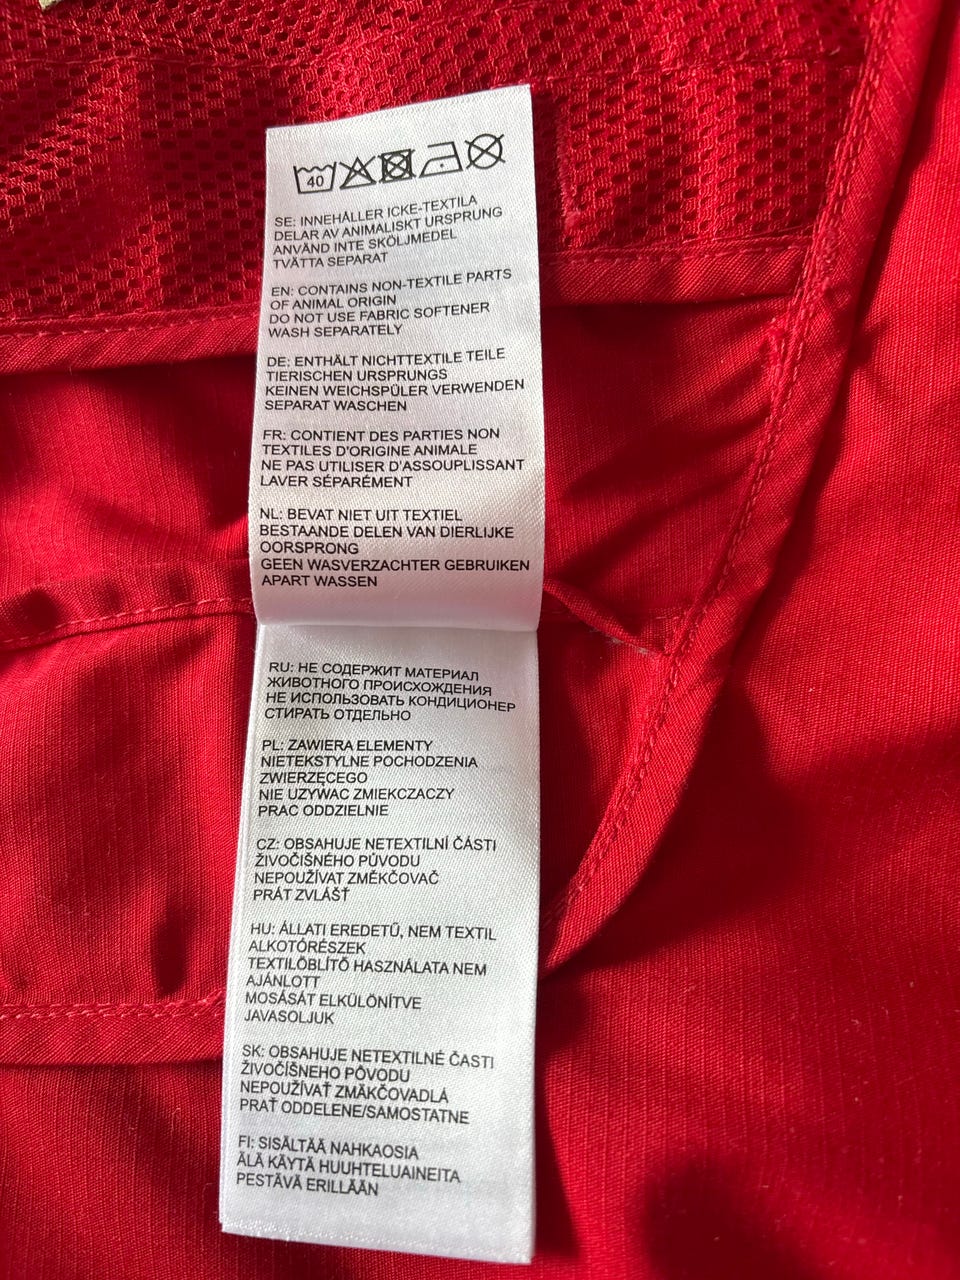 40
SE: INNEHÅLLER ICKE-TEXTILA
DELAR AV ANIMALISKT URSPRUNG
ANVÄND INTE SKÖLJMEDEL
TVÄTTA SEPARAT
EN: CONTAINS NON-TEXTILE PARTS
OF ANIMAL ORIGIN
DO NOT USE FABRIC SOFTENER
WASH SEPARATELY
DE: ENTHÄLT NICHTTEXTILE TEILE
TIERISCHEN URSPRUNGS
KEINEN WEICHSPÜLER VERWENDEN
SEPARAT WASCHEN
FR: CONTIENT DES PARTIES NON
TEXTILES D'ORIGINE ANIMALE
NE PAS UTILISER D'ASSOUPLISSANT
LAVER SÉPARÉMENT
NL: BEVAT NIET UIT TEXTIEL
BESTAANDE DELEN VAN DIERLIJKE
OORSPRONG
GEEN WASVERZACHTER GEBRUIKEN
APART WASSEN
RU: НЕ СОДЕРЖИТ МАТЕРИАЛ
ЖИВОТНОГО ПРОИСХОЖДЕНИЯ
НЕ ИСПОЛЬЗОВАТЬ КОНДИЦИОНЕР
СТИРАТЬ ОТДЕЛЬНО
PL: ZAWIERA ELEMENTY
NIETEKSTYLNE POCHODZENIA
ZWIERZĘCEGO
NIE UZYWAC ZMIEKCZACZY
PRAC ODDZIELNIE
CZ: OBSAHUJE NETEXTILNÍ ČÁSTI
ŽIVOČIŠNÉHO PŮVODU
NEPOUŽÍVAT ZMĚKČOVAČ
PRÁT ZVLÁŠŤ
HU: ÁLLATI EREDETŰ, NEM TEXTIL
ALKOTÓRÉSZEK
TEXTILÖBLÍTŐ HASZNÁLATA NEM
AJÁNLOTT
MOSÁSÁT ELKÜLÖNÍTVE
JAVASOLJUK
SK: OBSAHUJE NETEXTILNÉ ČASTI
ŽIVOČÍŠNEHO PÔVODU
NEPOUŽÍVAŤ ZMÄKČOVADLÁ
PRAŤ ODDELENE/SAMOSTATNE
FI: SISÄLTÄÄ NAHKAOSIA
ÄLÄ KÄYTÄ HUUHTELUAINEITA
PESTÄVÄ ERILLÄÄN